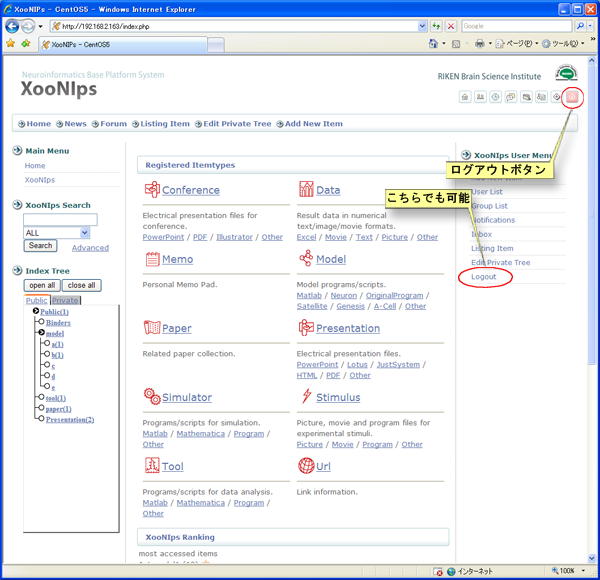 XooNIPs - CentOS5 - Windows Internet Explorer
http://192.168.2.163/index.php
Google
XooNIPs - CentOS5
ページ(P)
ツール(O)
Neuroinformatics Base Platform System
XooNIps
RIKEN Brain Science Institute
Home News Forum Listing Item Edit Private Tree Add New Item
Main Menu
Home
XooNIPs
XooNIPs Search
ALL
Search Advanced
Index Tree
open all close all
Public Private
Public(1)
Binders
model
a(1)
b(1)
c
d
e
tool(1)
paper(1)
Presentation(2)
Registered Itemtypes
Conference
Electrical presentation files for
conference.
PowerPoint / PDF / Illustrator / Other
Data
Result data in numerical
text/image/movie formats.
Excel / Movie / Text / Picture / Other
Memo
Personal Memo Pad.
Model
Model programs/scripts.
Matlab / Neuron / OriginalProgram /
Satellite / Genesis / A-Cell / Other
Paper
Related paper collection.
Presentation
Electrical presentation files.
PowerPoint / Lotus / JustSystem /
HTML / PDF / Other
Simulator
Programs/scripts for simulation.
Matlab / Mathematica / Program /
Other
Stimulus
Picture, movie and program files for
experimental stimuli.
Picture / Movie / Program / Other
Tool
Programs/scripts for data analysis.
Matlab / Mathematica / Program /
Other
Url
Link information.
XooNIps Ranking
most accessed items
XooNIps User Menu
ログアウトボタン
User List
こちらでも可能
Group List
Notifications
Inbox
Listing Item
Edit Private Tree
Logout
インターネット
100%